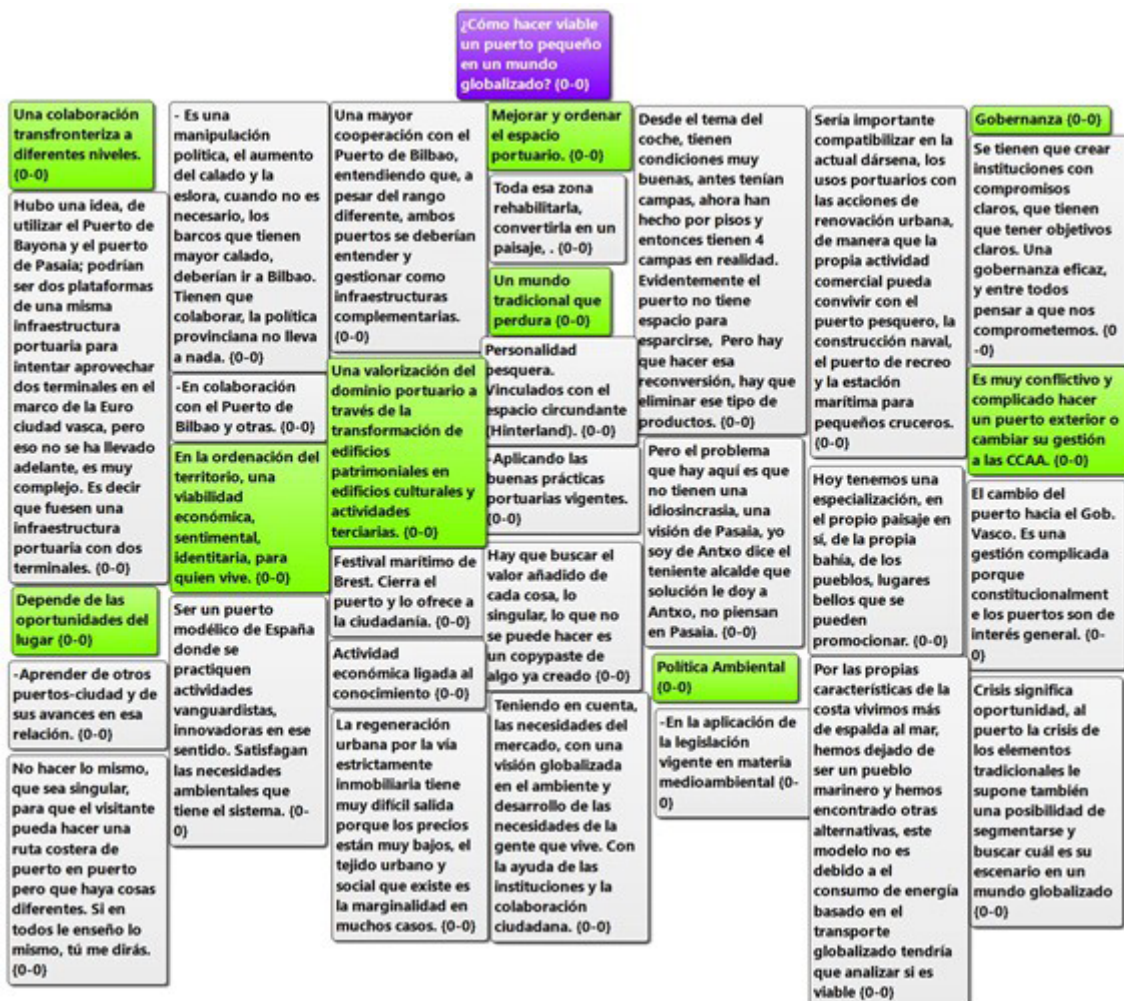 ¿Cómo hacer viable
un puerto pequeño
en un mundo
globalizado? {0-0}
Una colaboración
transfronteriza a
diferentes niveles.
{0-0}
Hubo una idea, de
utilizar el Puerto de
Bayona y el puerto
de Pasaia; podrían
ser dos plataformas
de una misma
infraestructura
portuaria para
intentar aprovechar
dos terminales en el
marco de la Euro
ciudad vasca, pero
eso no se ha llevado
adelante, es muy
complejo. Es decir
que fuesen una
infraestructura
portuaria con dos
terminales. {0-0}
Depende de las
oportunidades del
lugar {0-0}
-Aprender de otros
puertos-ciudad y de
sus avances en esa
relación. {0-0}
No hacer lo mismo,
que sea singular,
para que el visitante
pueda hacer una
ruta costera de
puerto en puerto
pero que haya cosas
diferentes. Si en
todos le enseño lo
mismo, tú me dirás.
{0-0}
- Es una
manipulación
política, el aumento
del calado y la
eslora, cuando no es
necesario, los
barcos que tienen
mayor calado,
deberían ir a Bilbao.
Tienen que
colaborar, la política
provinciana no lleva
a nada. {0-0}
-En colaboración
con el Puerto de
Bilbao y otras. {0-0}
En la ordenación del
territorio, una
viabilidad
económica,
sentimental,
identitaria, para
quien vive. {0-0}
Ser un puerto
modélico de España
donde se
practiquen
actividades
vanguardistas,
innovadoras en ese
sentido. Satisfagan
las necesidades
ambientales que
tiene el sistema. {0-
0}
Una mayor
cooperación con el
Puerto de Bilbao,
entendiendo que, a
pesar del rango
diferente, ambos
puertos se deberían
entender y
gestionar como
infraestructuras
complementarias.
{0-0}
Una valorización del
dominio portuario a
través de la
transformación de
edificios
patrimoniales en
edificios culturales y
actividades
terciarias. {0-0}
Festival marítimo de
Brest. Cierra el
puerto y lo ofrece a
la ciudadanía. {0-0}
Actividad
económica ligada al
conocimiento {0-0}
La regeneración
urbana por la vía
estrictamente
inmobiliaria tiene
muy difícil salida
porque los precios
están muy bajos, el
tejido urbano y
social que existe es
la marginalidad en
muchos casos. {0-0}
Mejorar y ordenar
el espacio
portuario. {0-0}
Toda esa zona
rehabilitarla,
convertirla en un
paisaje, . {0-0}
Un mundo
tradicional que
perdura {0-0}
Personalidad
pesquera.
Vinculados con el
espacio circundante
(Hinterland). {0-0}
-Aplicando las
buenas prácticas
portuarias vigentes.
{0-0}
Hay que buscar el
valor añadido de
cada cosa, lo
singular, lo que no
se puede hacer es
un copypaste de
algo ya creado {0-0}
Teniendo en cuenta,
las necesidades del
mercado, con una
visión globalizada
en el ambiente y
desarrollo de las
necesidades de la
gente que vive. Con
la ayuda de las
instituciones y la
colaboración
ciudadana. {0-0}
Desde el tema del
coche, tienen
condiciones muy
buenas, antes tenían
campas, ahora han
hecho por pisos y
entonces tienen 4
campas en realidad.
Evidentemente el
puerto no tiene
espacio para
esparcirse, Pero hay
que hacer esa
reconversión, hay que
eliminar ese tipo de
productos. {0-0}
Pero el problema
que hay aquí es que
no tienen una
idiosincrasia, una
visión de Pasaia, yo
soy de Antxo dice el
teniente alcalde que
solución le doy a
Antxo, no piensan
en Pasaia. {0-0}
Política Ambiental
{0-0}
-En la aplicación de
la legislación
vigente en materia
medioambiental {0-
0}
Sería importante
compatibilizar en la
actual dársena, los
usos portuarios con
las acciones de
renovación urbana,
de manera que la
propia actividad
comercial pueda
convivir con el
puerto pesquero, la
construcción naval,
el puerto de recreo
y la estación
marítima para
pequeños cruceros.
{0-0}
Hoy tenemos una
especialización, en
el propio paisaje en
sí, de la propia
bahía, de los
pueblos, lugares
bellos que se
pueden
promocionar. {0-0}
Por las propias
características de la
costa vivimos más
de espalda al mar,
hemos dejado de
ser un pueblo
marinero y hemos
encontrado otras
alternativas, este
modelo no es
debido a el
consumo de energía
basado en el
transporte
globalizado tendría
que analizar si es
viable {0-0}
Gobernanza {0-0}
Se tienen que crear
instituciones con
compromisos
claros, que tienen
que tener objetivos
claros. Una
gobernanza eficaz,
y entre todos
pensar a que nos
comprometemos. {0
-0}
Es muy conflictivo y
complicado hacer
un puerto exterior o
cambiar su gestión
a las CCAA. {0-0}
El cambio del
puerto hacia el Gob.
Vasco. Es una
gestión complicada
porque
constitucionalment
e los puertos son de
interés general. {0-
0}
Crisis significa
oportunidad, al
puerto la crisis de
los elementos
tradicionales le
supone también
una posibilidad de
segmentarse y
buscar cuál es su
escenario en un
mundo globalizado
{0-0}